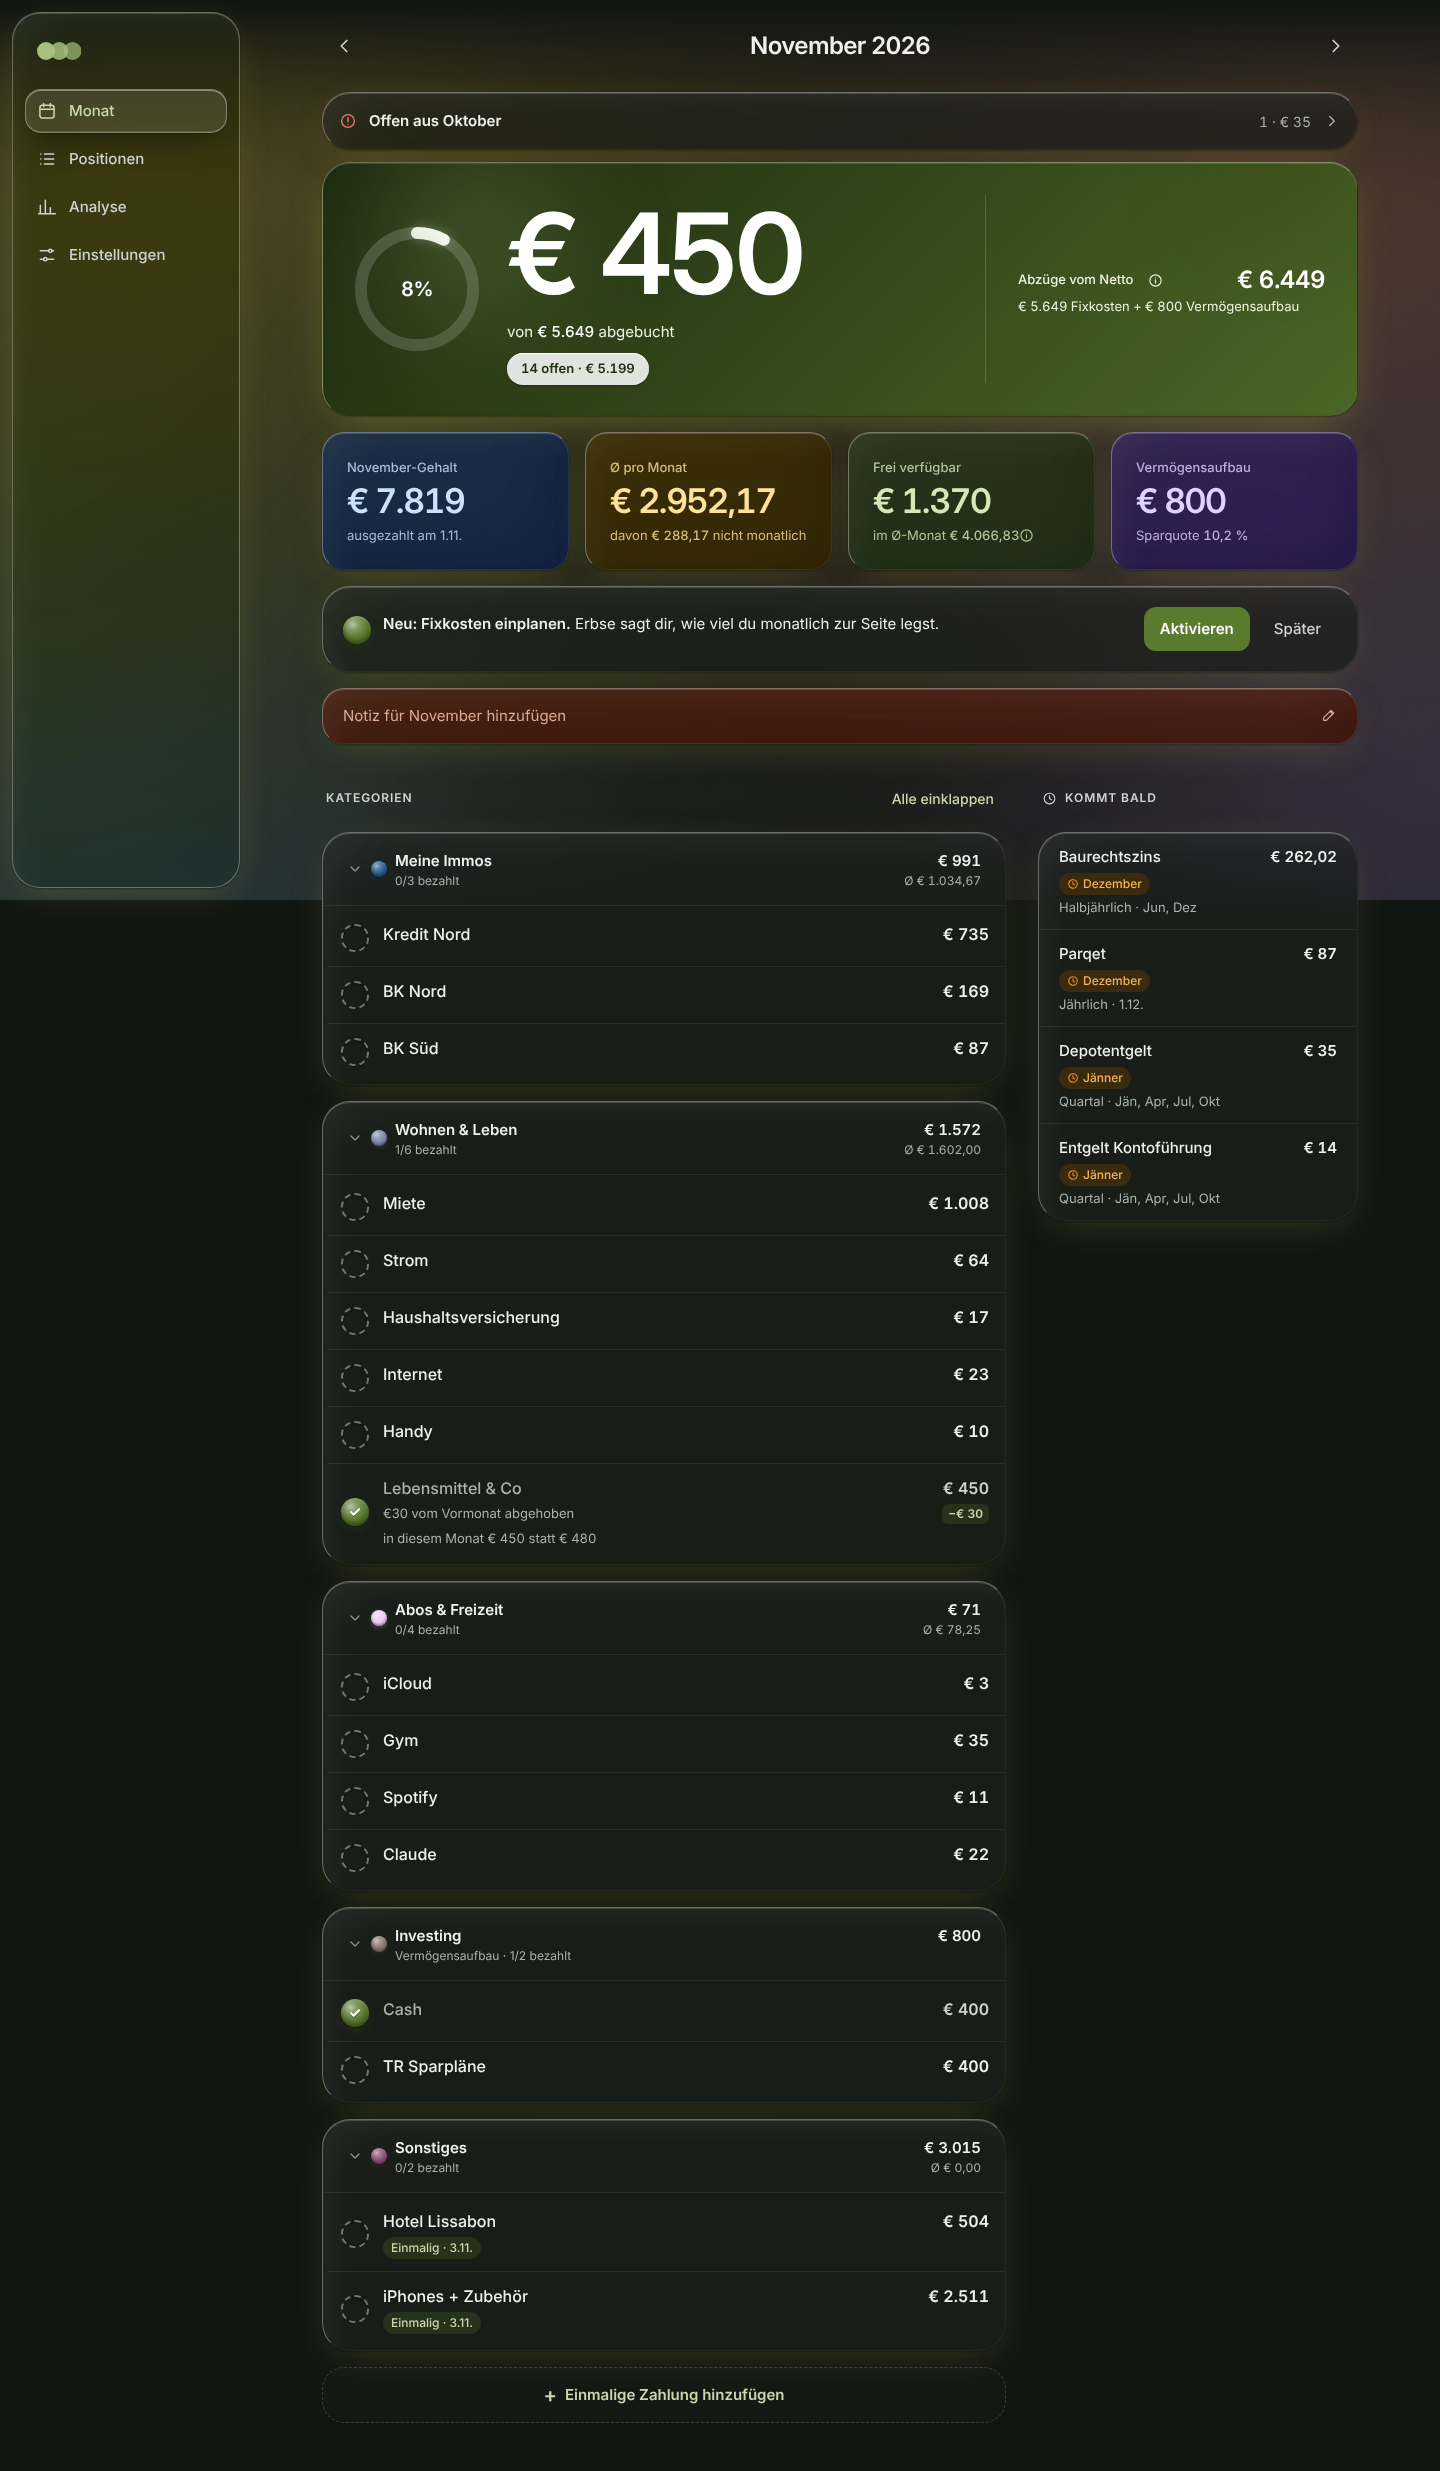 November 2026
Monat
Positionen
Analyse
Einstellungen
Offen aus Oktober
1 · € 35
8%
€ 450
von € 5.649 abgebucht
14 offen · € 5.199
Abzüge vom Netto
€ 6.449
€ 5.649 Fixkosten + € 800 Vermögensaufbau
November-Gehalt
€ 7.819
ausgezahlt am 1.11.
Ø pro Monat
€ 2.952,17
davon € 288,17 nicht monatlich
Frei verfügbar
€ 1.370
im Ø-Monat € 4.066,83
Vermögensaufbau
€ 800
Sparquote 10,2 %
Neu: Fixkosten einplanen. Erbse sagt dir, wie viel du monatlich zur Seite legst.
Aktivieren
Später
Notiz für November hinzufügen
KATEGORIEN
Alle einklappen
Meine Immos
€ 991
0/3 bezahlt
Ø € 1.034,67
Kredit Nord
€ 735
BK Nord
€ 169
BK Süd
€ 87
Wohnen & Leben
€ 1.572
1/6 bezahlt
Ø € 1.602,00
Miete
€ 1.008
Strom
€ 64
Haushaltsversicherung
€ 17
Internet
€ 23
Handy
€ 10
Lebensmittel & Co
€ 450
€30 vom Vormonat abgehoben
−€ 30
in diesem Monat € 450 statt € 480
Abos & Freizeit
€ 71
0/4 bezahlt
Ø € 78,25
iCloud
€ 3
Gym
€ 35
Spotify
€ 11
Claude
€ 22
Investing
€ 800
Vermögensaufbau · 1/2 bezahlt
Cash
€ 400
TR Sparpläne
€ 400
Sonstiges
€ 3.015
0/2 bezahlt
Ø € 0,00
Hotel Lissabon
€ 504
Einmalig · 3.11.
iPhones + Zubehör
€ 2.511
Einmalig · 3.11.
+ Einmalige Zahlung hinzufügen
KOMMT BALD
Baurechtszins
€ 262,02
Dezember
Halbjährlich · Jun, Dez
Parqet
€ 87
Dezember
Jährlich · 1.12.
Depotentgelt
€ 35
Jänner
Quartal · Jän, Apr, Jul, Okt
Entgelt Kontoführung
€ 14
Jänner
Quartal · Jän, Apr, Jul, Okt